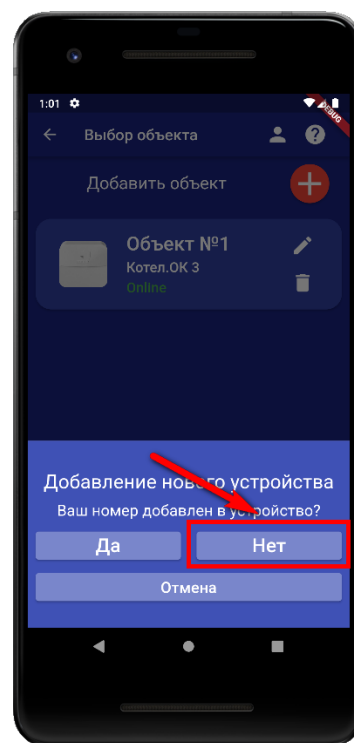 1:01
DEBUG
Выбор объекта
Добавить объект
Объект №1
Котел.ОК 3
Online
Добавление нового устройства
Ваш номер добавлен в устройство?
Да Нет
Отмена